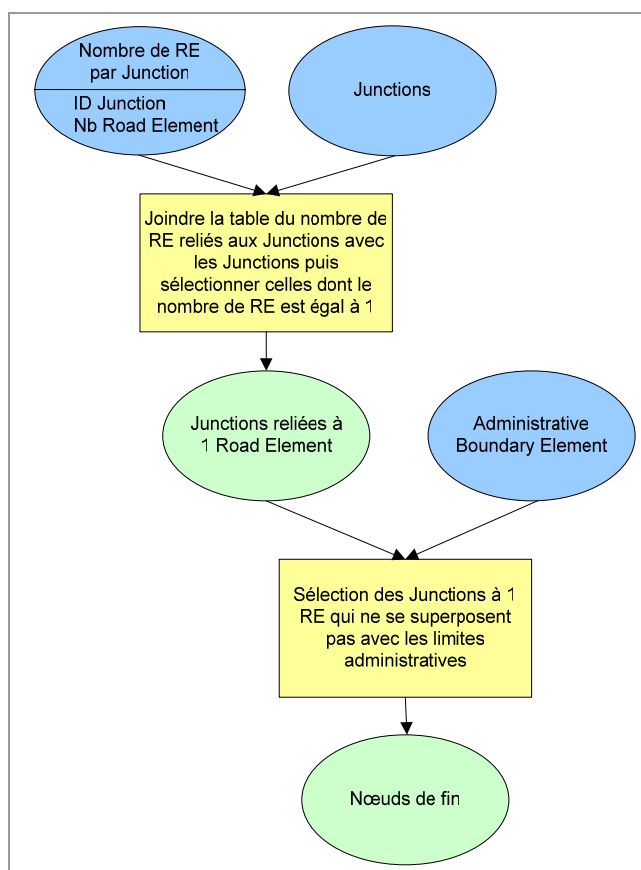 Nombre de RE
par Junction
ID Junction
Nb Road Element
Junctions
Joindre la table du nombre de
RE reliés aux Junctions avec
les Junctions puis
sélectionner celles dont le
nombre de RE est égal à 1
Junctions reliées à
1 Road Element
Administrative
Boundary Element
Sélection des Junctions à 1
RE qui ne se superposent
pas avec les limites
administratives
Nœuds de fin